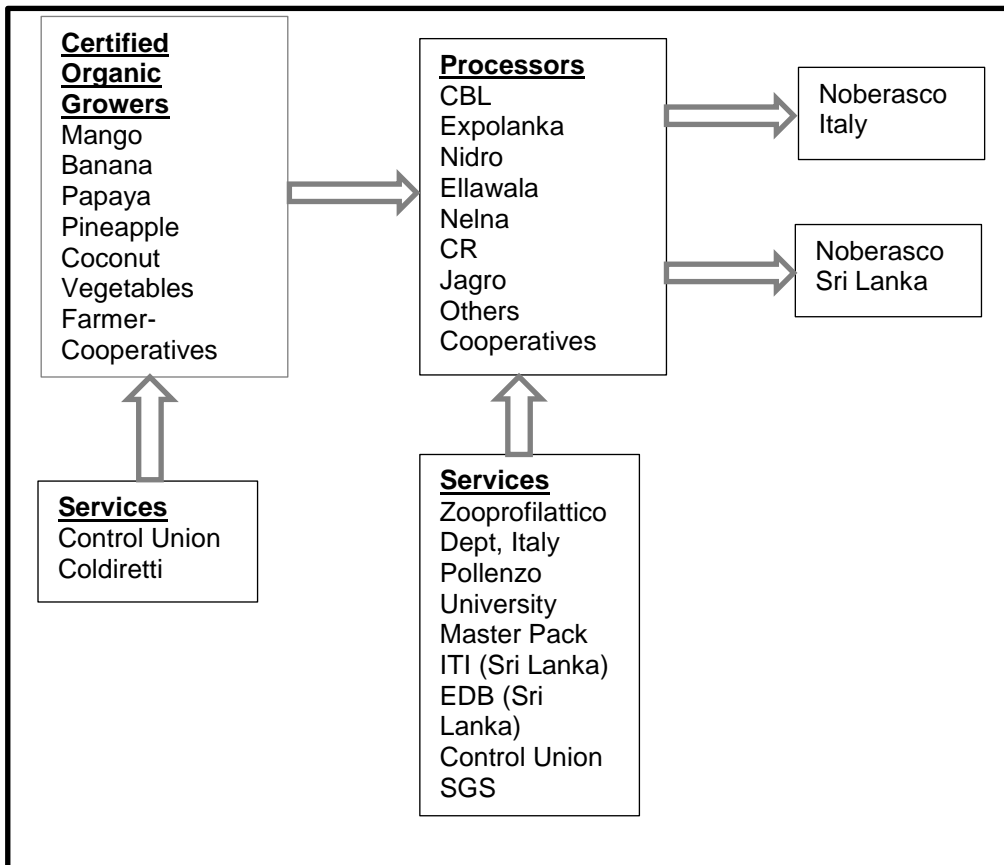 Certified
Organic
Growers
Mango
Banana
Papaya
Pineapple
Coconut
Vegetables
Farmer-
Cooperatives
Processors
CBL
Expolanka
Nidro
Ellawala
Nelna
CR
Jagro
Others
Cooperatives
Noberasco
Italy
Noberasco
Sri Lanka
Services
Control Union
Coldiretti
Services
Zooprofilattico
Dept, Italy
Pollenzo
University
Master Pack
ITI (Sri Lanka)
EDB (Sri
Lanka)
Control Union
SGS